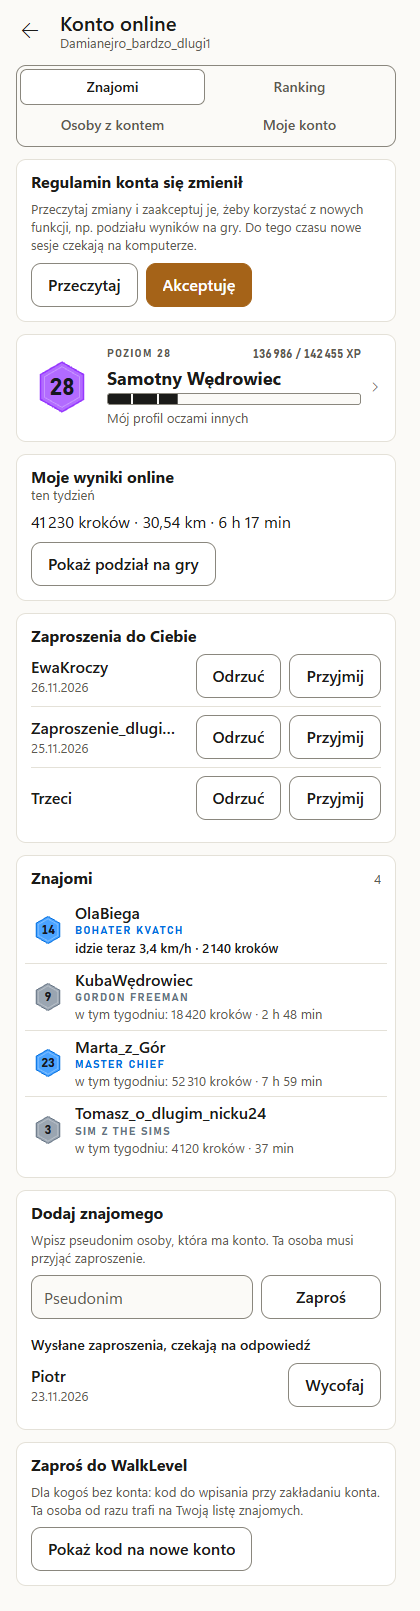 Konto online
Damianejro_bardzo_dlugi1
Znajomi
Ranking
Osoby z kontem
Moje konto
Regulamin konta się zmienił
Przeczytaj zmiany i zaakceptuj je, żeby korzystać z nowych
funkcji, np. podziału wyników na gry. Do tego czasu nowe
sesje czekają na komputerze.
Przeczytaj
Akceptuję
POZIOM 28
136 986 / 142 455 XP
28
Samotny Wędrowiec
Mój profil oczami innych
Moje wyniki online
ten tydzień
41 230 kroków · 30,54 km · 6 h 17 min
Pokaż podział na gry
Zaproszenia do Ciebie
EwaKroczy
26.11.2026
Odrzuć
Przyjmij
Zaproszenie_dlugi...
25.11.2026
Odrzuć
Przyjmij
Trzeci
Odrzuć
Przyjmij
Znajomi
4
14
OlaBiega
BOHATER KVATCH
idzie teraz 3,4 km/h · 2140 kroków
9
KubaWędrowiec
GORDON FREEMAN
w tym tygodniu: 18 420 kroków · 2 h 48 min
23
Marta_z_Gór
MASTER CHIEF
w tym tygodniu: 52 310 kroków · 7 h 59 min
3
Tomasz_o_dlugim_nicku24
SIM Z THE SIMS
w tym tygodniu: 4120 kroków · 37 min
Dodaj znajomego
Wpisz pseudonim osoby, która ma konto. Ta osoba musi
przyjąć zaproszenie.
Pseudonim
Zaproś
Wysłane zaproszenia, czekają na odpowiedź
Piotr
23.11.2026
Wycofaj
Zaproś do WalkLevel
Dla kogoś bez konta: kod do wpisania przy zakładaniu konta.
Ta osoba od razu trafi na Twoją listę znajomych.
Pokaż kod na nowe konto